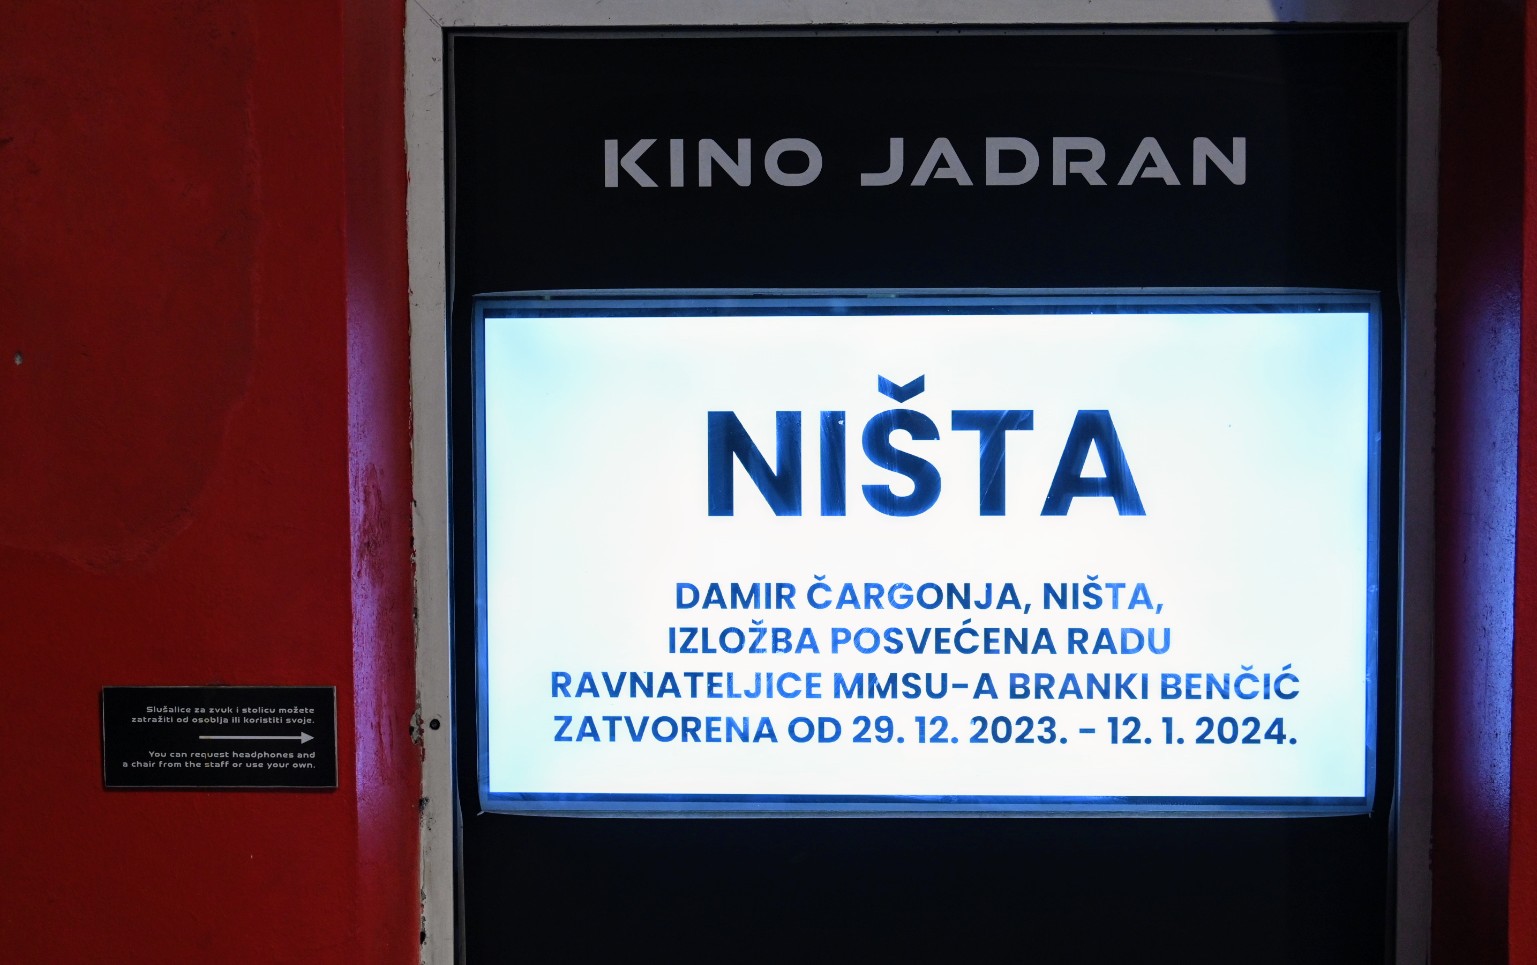 KINO JADRAN
NIŠTA
DAMIR ČARGONJA, NIŠTA,
IZLOŽBA POSVEĆENA RADU
RAVNATELJICE MMSU-A BRANKI BENČIĆ
ZATVORENA OD 29. 12. 2023. - 12. 1. 2024.
Slušalice za zvuk i stolicu možete
zatražiti od osoblja ili koristiti svoje.
You can request headphones and
a chair from the staff or use your own.